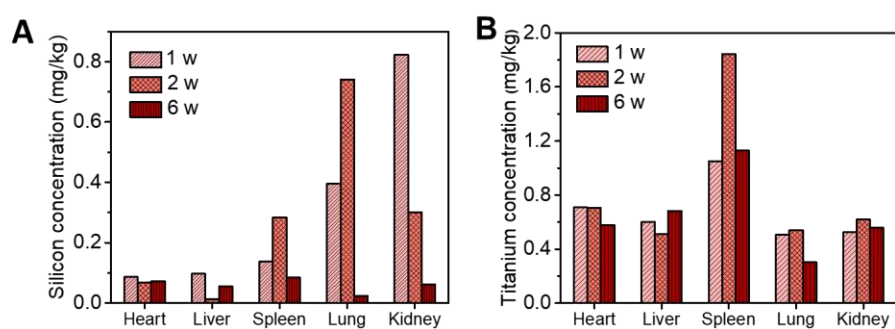 A
Silicon concentration (mg/kg)
0.8
0.6
0.4
0.2
0.0
1 w
2 w
6 w
Heart Liver Spleen Lung Kidney
B
Titanium concentration (mg/kg)
2.0
1.6
1.2
0.8
0.4
0.0
1 w
2 w
6 w
Heart Liver Spleen Lung Kidney